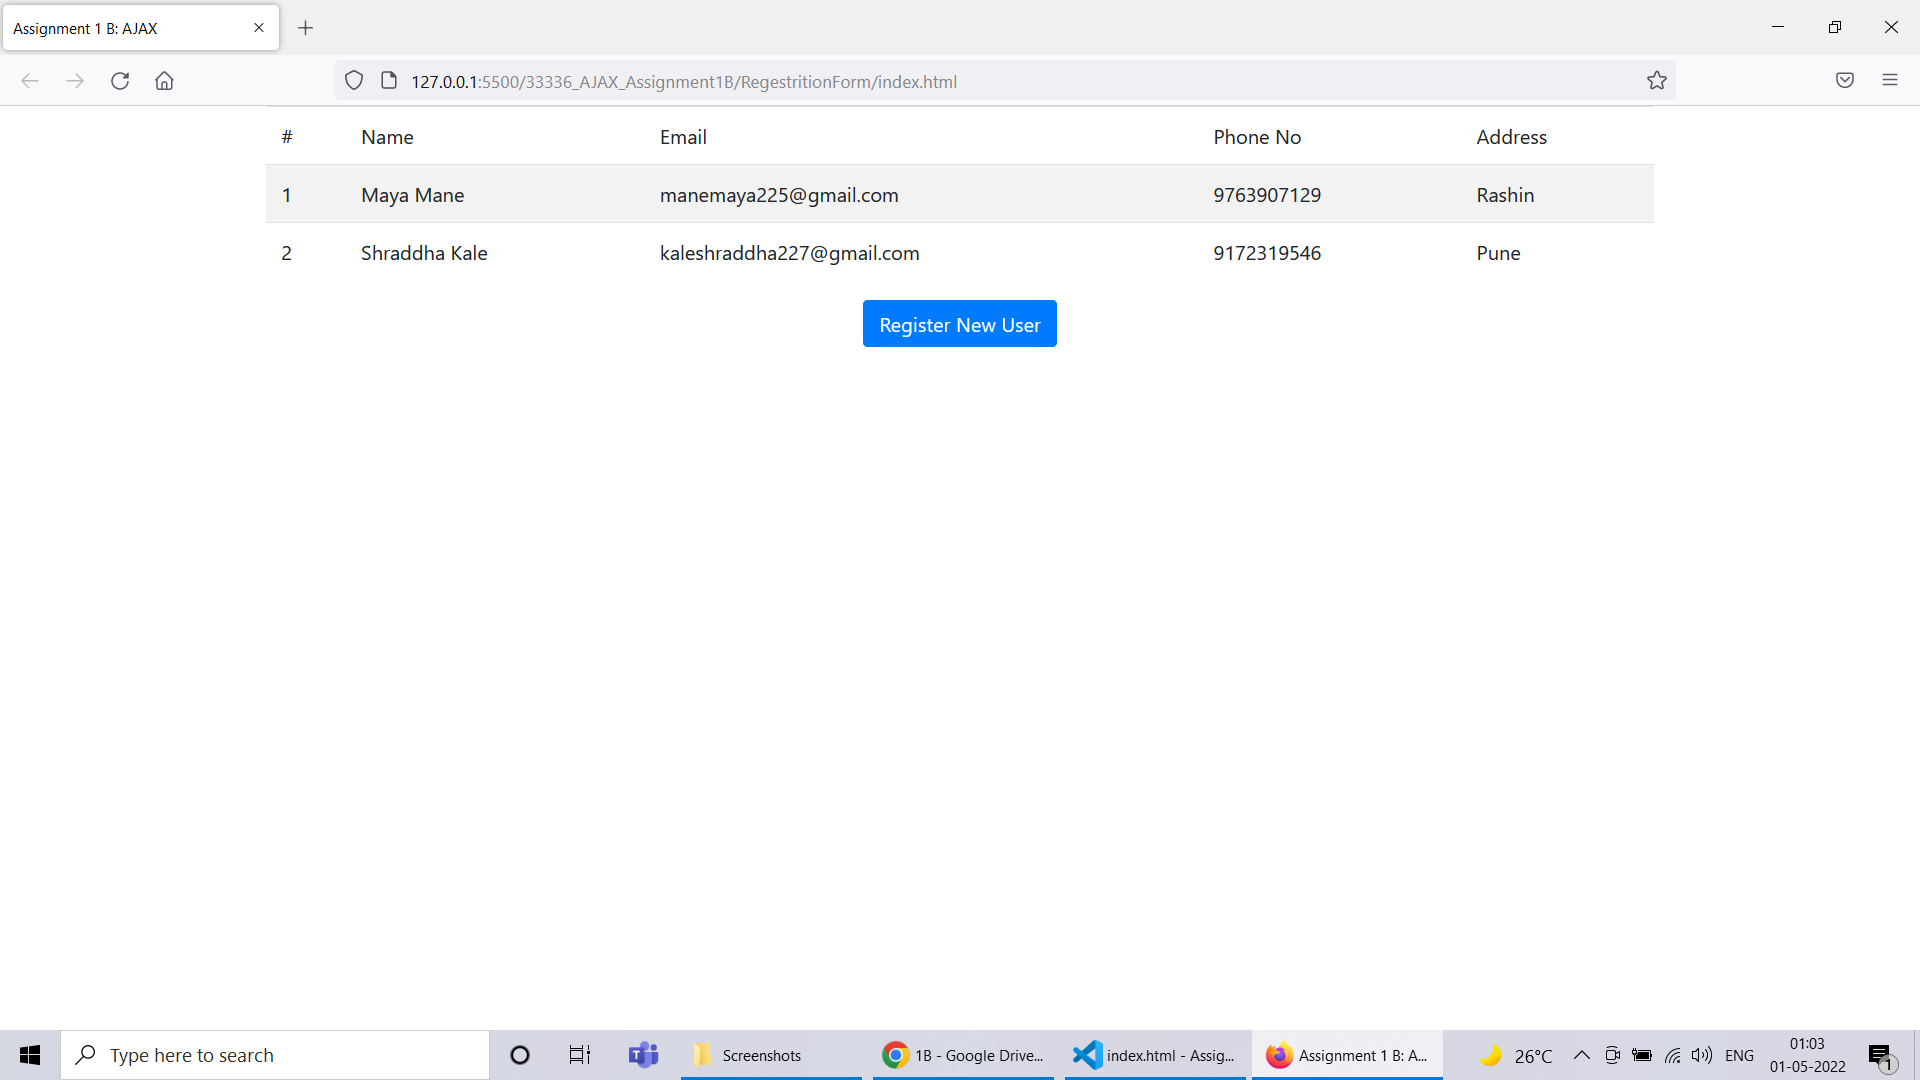 Assignment 1 B: AJAX
127.0.0.1:5500/33336_AJAX_Assignment1B/RegestritionForm/index.html
# Name Email Phone No Address
1 Maya Mane manemaya225@gmail.com 9763907129 Rashin
2 Shraddha Kale kaleshraddha227@gmail.com 9172319546 Pune
Register New User
Type here to search
Screenshots
1B - Google Drive...
index.html - Assig...
Assignment 1 B: A...
26°C
ENG
01:03
01-05-2022
1